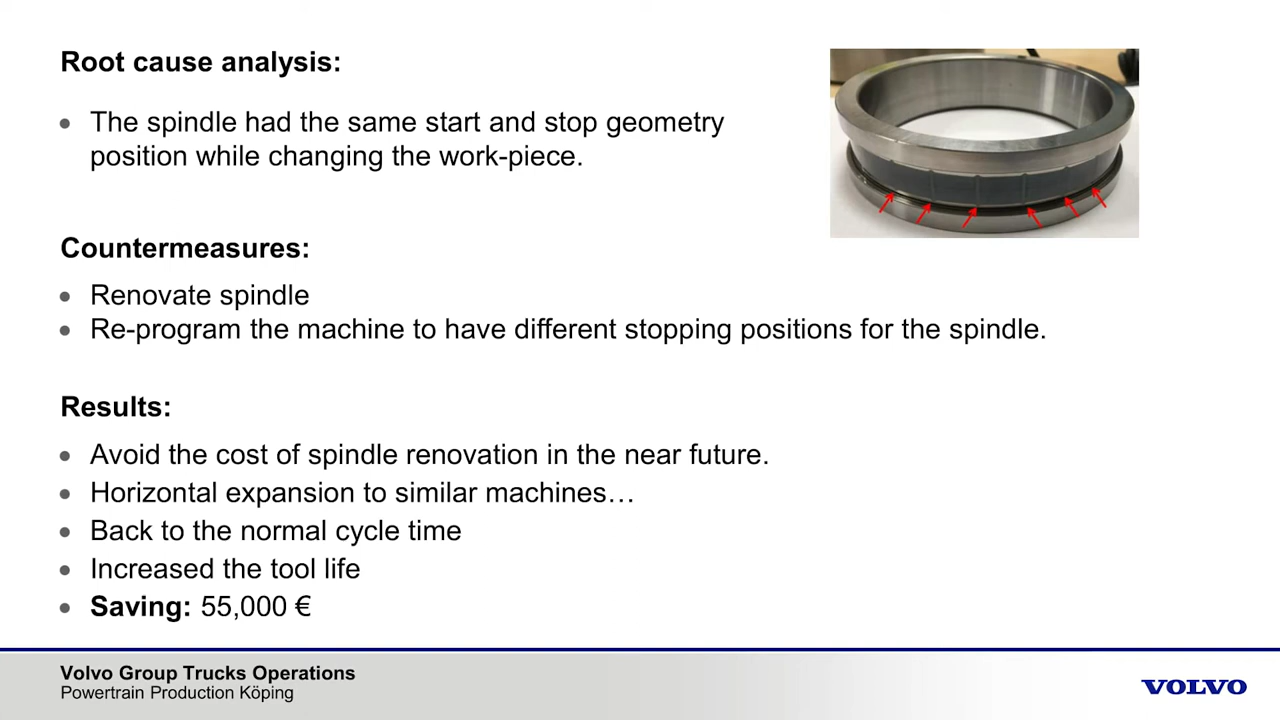 Root cause analysis:
• The spindle had the same start and stop geometry
position while changing the work-piece.
Countermeasures:
• Renovate spindle
• Re-program the machine to have different stopping positions for the spindle.
Results:
• Avoid the cost of spindle renovation in the near future.
• Horizontal expansion to similar machines…
• Back to the normal cycle time
• Increased the tool life
• Saving: 55,000 €
Volvo Group Trucks Operations
Powertrain Production Köping
VOLVO